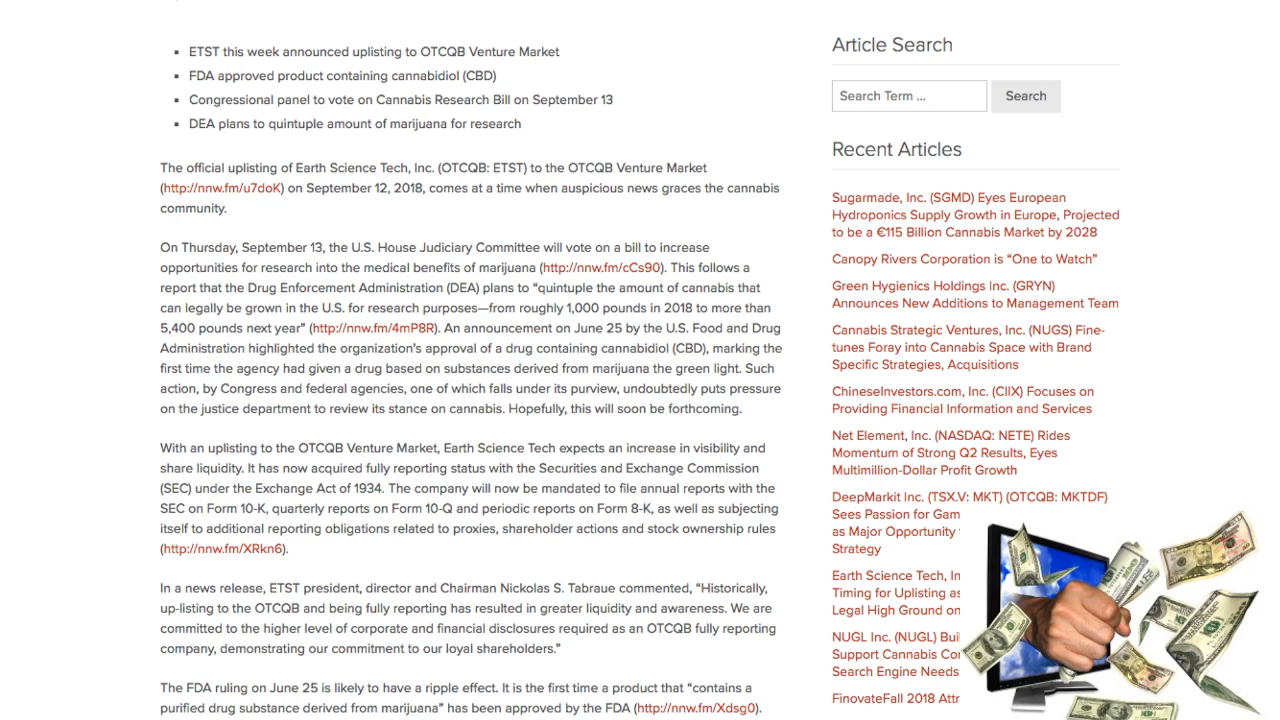 ETST this week announced uplisting to OTCQB Venture Market
FDA approved product containing cannabidiol (CBD)
Congressional panel to vote on Cannabis Research Bill on September 13
DEA plans to quintuple amount of marijuana for research
The official uplisting of Earth Science Tech, Inc. (OTCQB: ETST) to the OTCQB Venture Market
(http://nnw.fm/u7doK) on September 12, 2018, comes at a time when auspicious news graces the cannabis
community.
On Thursday, September 13, the U.S. House Judiciary Committee will vote on a bill to increase
opportunities for research into the medical benefits of marijuana (http://nnw.fm/cCs90). This follows a
report that the Drug Enforcement Administration (DEA) plans to “quintuple the amount of cannabis that
can legally be grown in the U.S. for research purposes—from roughly 1,000 pounds in 2018 to more than
5,400 pounds next year” (http://nnw.fm/4mP8R). An announcement on June 25 by the U.S. Food and Drug
Administration highlighted the organization’s approval of a drug containing cannabidiol (CBD), marking the
first time the agency had given a drug based on substances derived from marijuana the green light. Such
action, by Congress and federal agencies, one of which falls under its purview, undoubtedly puts pressure
on the justice department to review its stance on cannabis. Hopefully, this will soon be forthcoming.
With an uplisting to the OTCQB Venture Market, Earth Science Tech expects an increase in visibility and
share liquidity. It has now acquired fully reporting status with the Securities and Exchange Commission
(SEC) under the Exchange Act of 1934. The company will now be mandated to file annual reports with the
SEC on Form 10-K, quarterly reports on Form 10-Q and periodic reports on Form 8-K, as well as subjecting
itself to additional reporting obligations related to proxies, shareholder actions and stock ownership rules
(http://nnw.fm/XRkn6).
In a news release, ETST president, director and Chairman Nickolas S. Tabraue commented, “Historically,
up-listing to the OTCQB and being fully reporting has resulted in greater liquidity and awareness. We are
committed to the higher level of corporate and financial disclosures required as an OTCQB fully reporting
company, demonstrating our commitment to our loyal shareholders.”
The FDA ruling on June 25 is likely to have a ripple effect. It is the first time a product that “contains a
purified drug substance derived from marijuana” has been approved by the FDA (http://nnw.fm/Xdsg0).
Article Search
Search Term ...
Search
Recent Articles
Sugarmade, Inc. (SGMD) Eyes European
Hydroponics Supply Growth in Europe, Projected
to be a €115 Billion Cannabis Market by 2028
Canopy Rivers Corporation is “One to Watch”
Green Hygienics Holdings Inc. (GRYN)
Announces New Additions to Management Team
Cannabis Strategic Ventures, Inc. (NUGS) Fine-
tunes Foray into Cannabis Space with Brand
Specific Strategies, Acquisitions
ChineseInvestors.com, Inc. (CIIX) Focuses on
Providing Financial Information and Services
Net Element, Inc. (NASDAQ: NETE) Rides
Momentum of Strong Q2 Results, Eyes
Multimillion-Dollar Profit Growth
DeepMarkit Inc. (TSX.V: MKT) (OTCQB: MKTDF)
Sees Passion for Gam
as Major Opportunity
Strategy
Earth Science Tech, In
Timing for Uplisting as
Legal High Ground on
NUGL Inc. (NUGL) Buil
Support Cannabis Co
Search Engine Needs
FinovateFall 2018 Attr